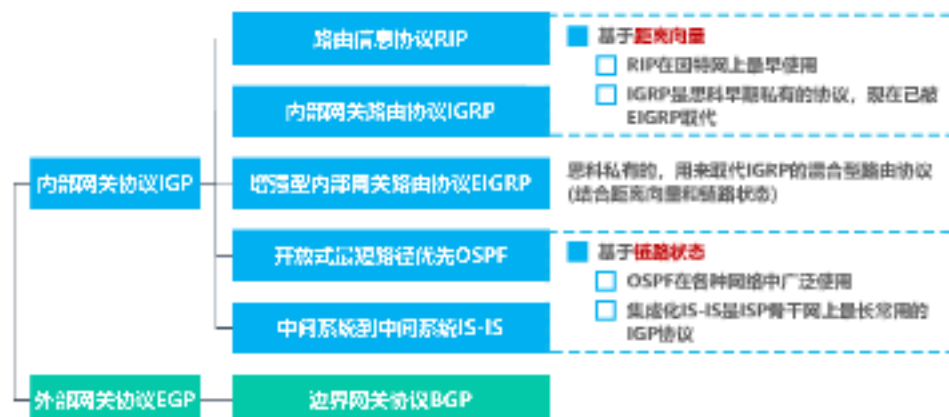 路由信息协议RIP
基于距离向量
RIP在因特网上最早使用
内部网关路由协议IGRP
IGRP是思科早期私有的协议，现在已被
EIGRP取代
内部网关协议IGP
增强型内部网关路由协议EIGRP
思科私有的，用来取代IGRP的混合型路由协议
(结合距离向量和链路状态)
开放式最短路径优先OSPF
基于链路状态
OSPF在各种网络中广泛使用
中间系统到中间系统IS-IS
集成化IS-IS是ISP骨干网上最长常用的
IGP协议
外部网关协议EGP
边界网关协议BGP